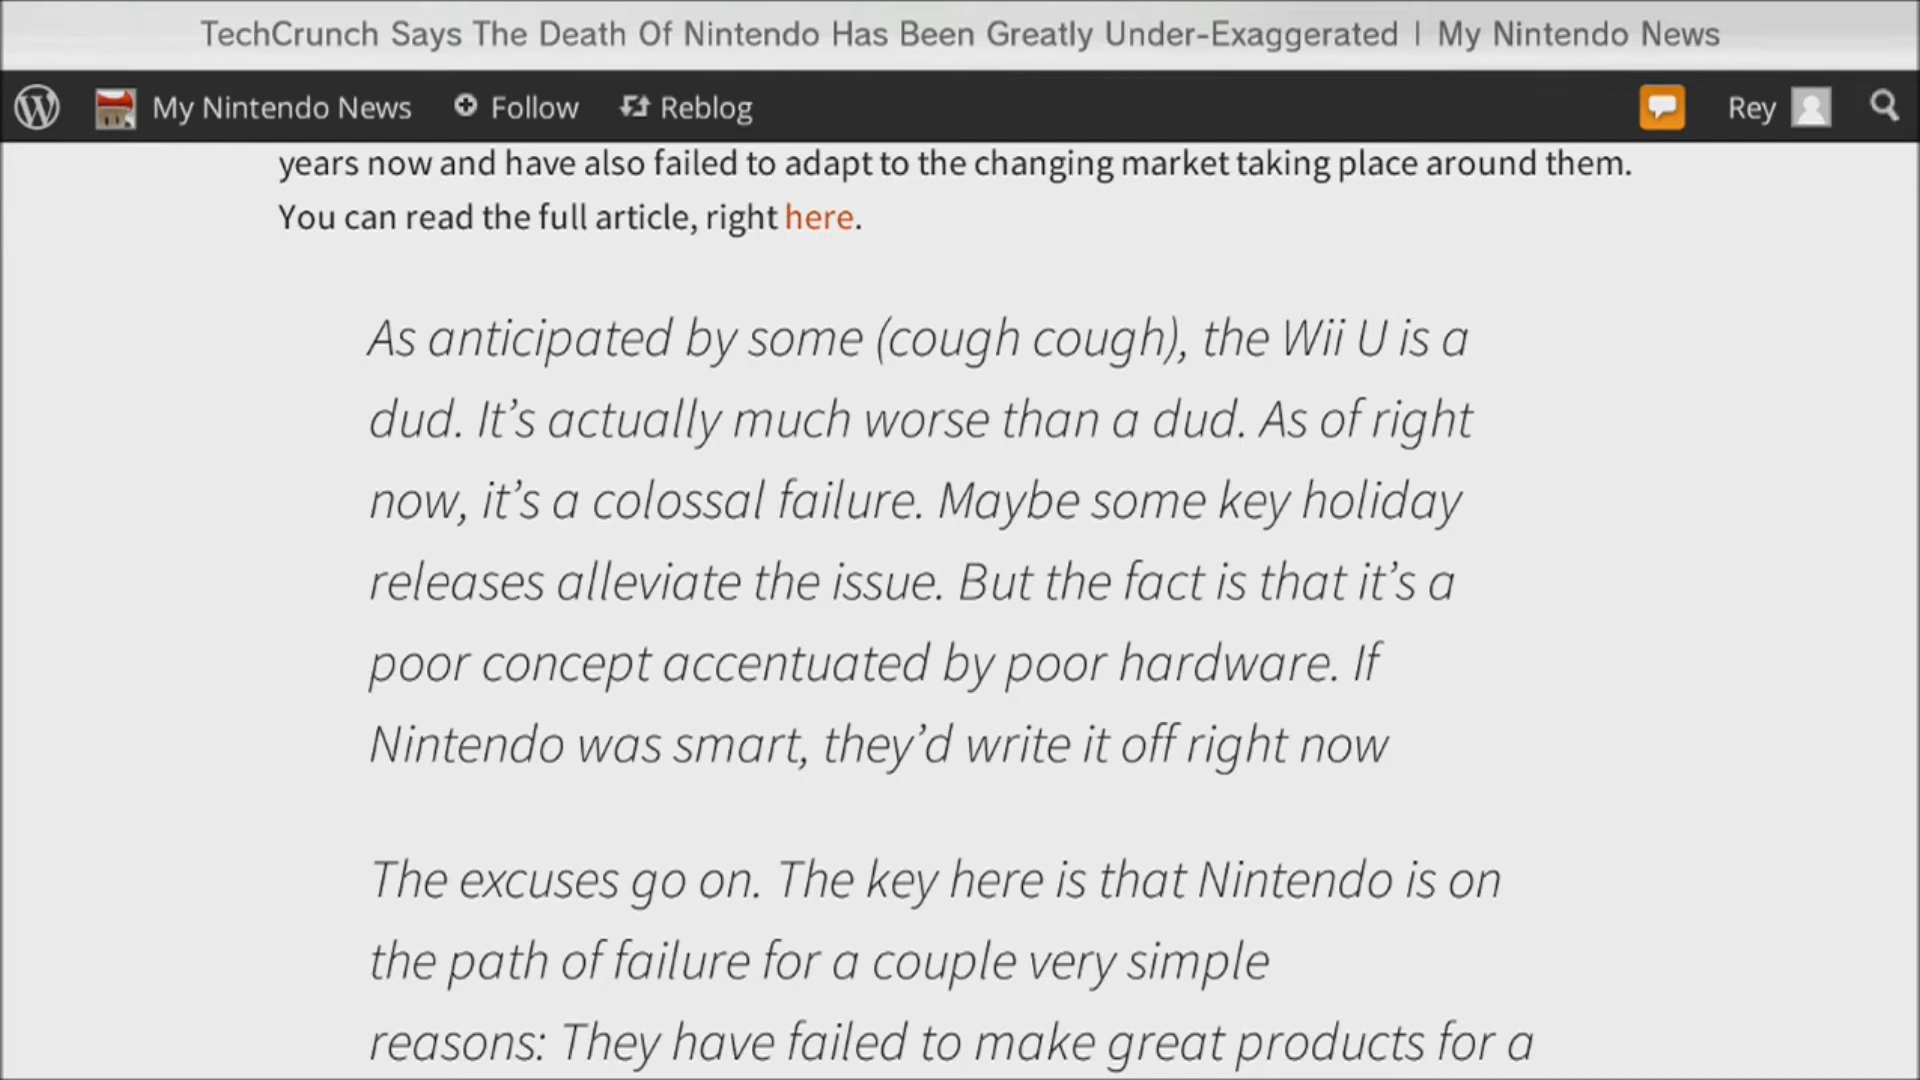 TechCrunch Says The Death Of Nintendo Has Been Greatly Under-Exaggerated | My Nintendo News
My Nintendo News Follow Reblog Rey
years now and have also failed to adapt to the changing market taking place around them.
You can read the full article, right here.
As anticipated by some (cough cough), the Wii U is a
dud. It’s actually much worse than a dud. As of right
now, it’s a colossal failure. Maybe some key holiday
releases alleviate the issue. But the fact is that it’s a
poor concept accentuated by poor hardware. If
Nintendo was smart, they’d write it off right now
The excuses go on. The key here is that Nintendo is on
the path of failure for a couple very simple
reasons: They have failed to make great products for a